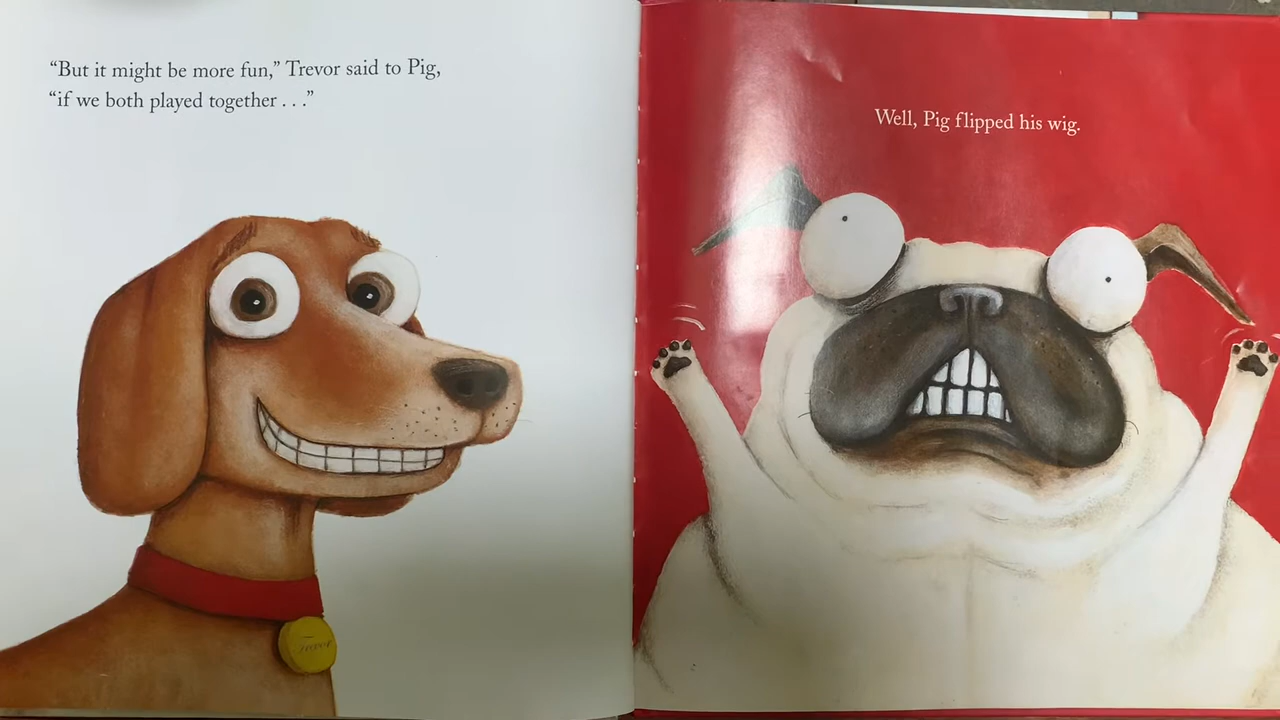 “But it might be more fun,” Trevor said to Pig,
“if we both played together . . .”
Well, Pig flipped his wig.
Trevor